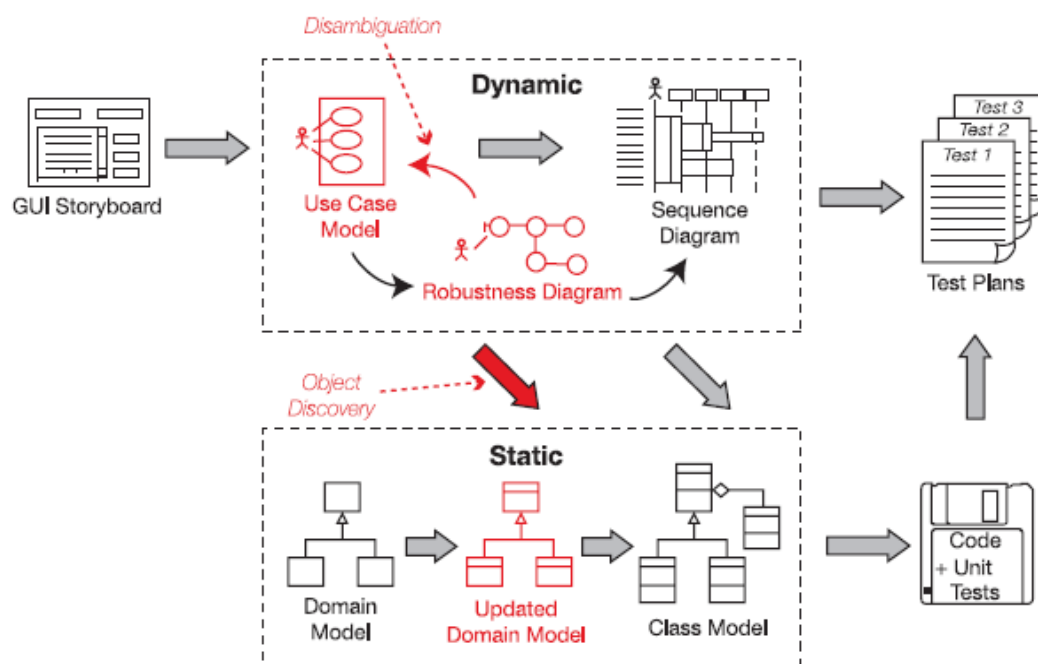 Disambiguation
Dynamic
GUI Storyboard
Use Case
Model
Sequence
Diagram
Robustness Diagram
Test 3
Test 2
Test 1
Test Plans
Object
Discovery
Static
Domain
Model
Updated
Domain Model
Class Model
Code
+ Unit
Tests